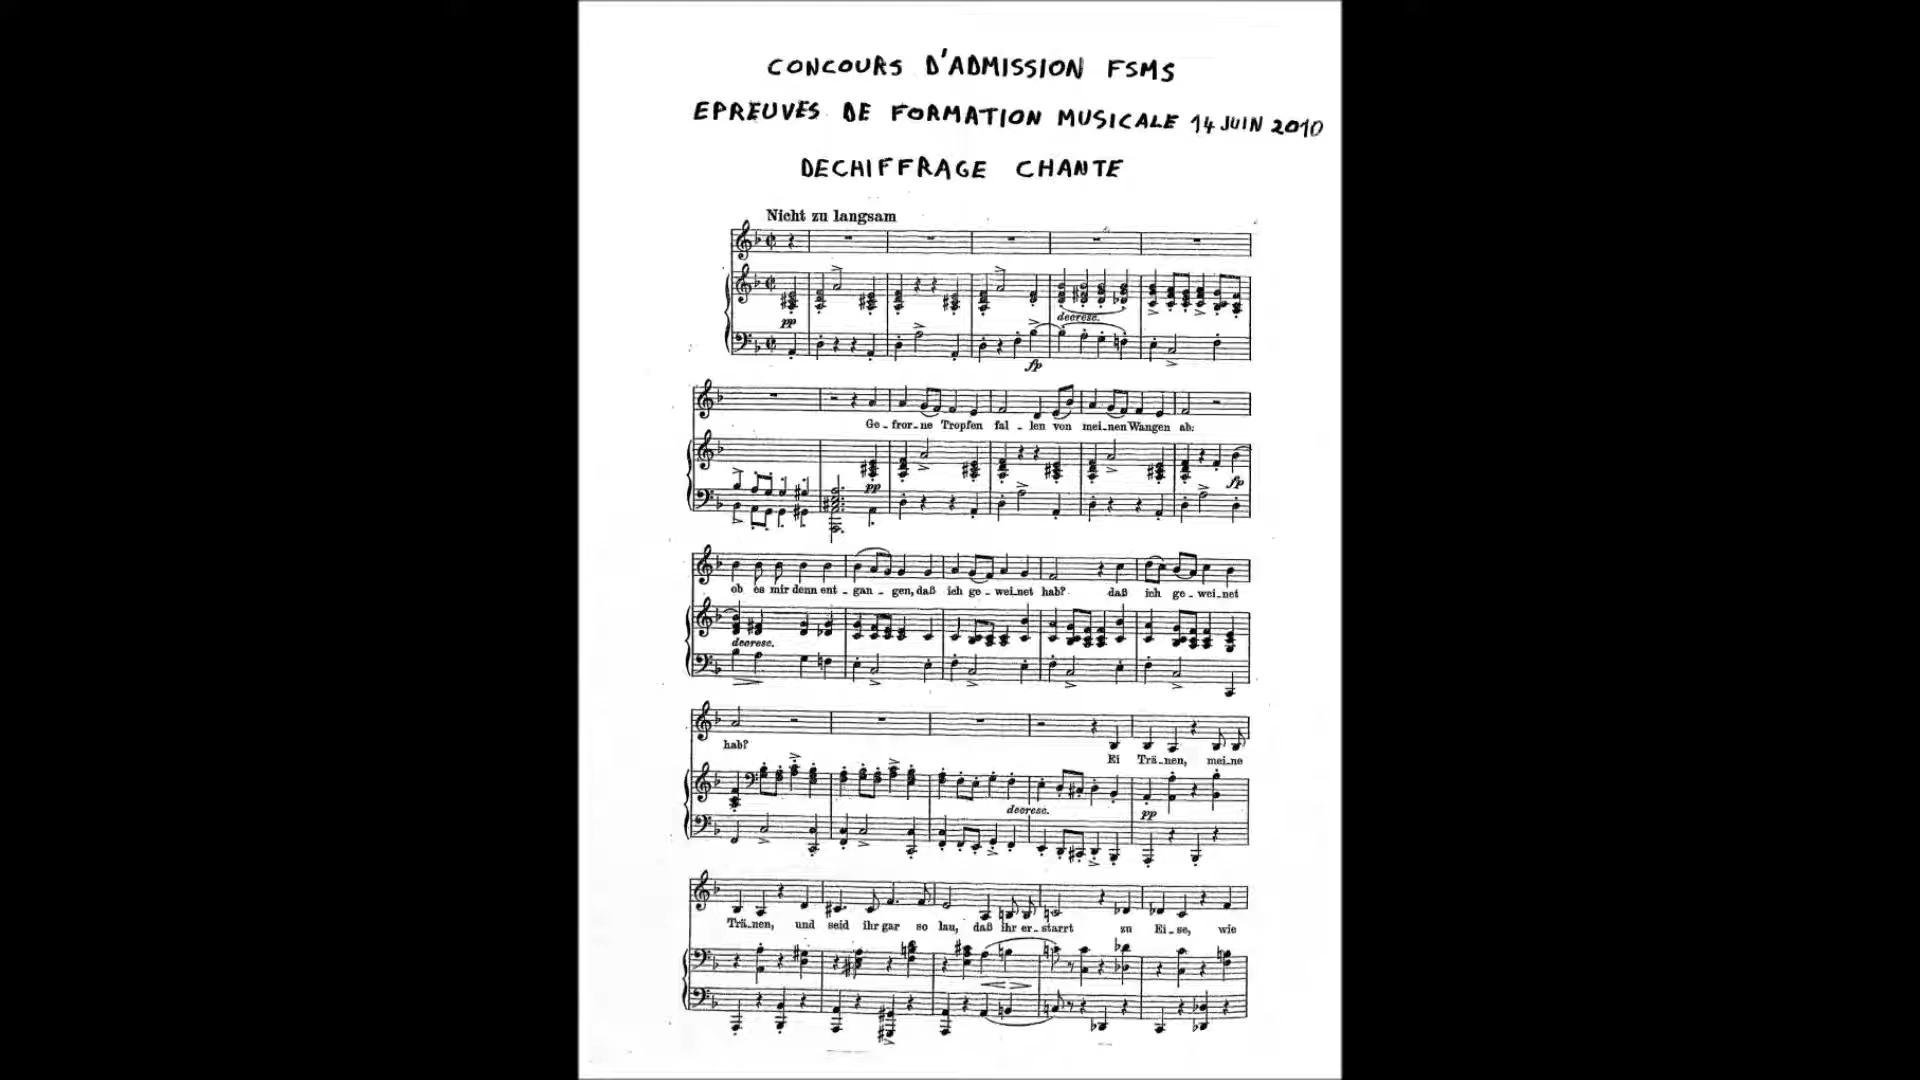 CONCOURS D'ADMISSION FSMS
EPREUVES DE FORMATION MUSICALE 14 JUIN 2010
DECHIFFRAGE CHANTE
Nicht zu langsam
pp
decresc.
fp
Ge - fror - ne Tropfen fal - len von mei - nen Wangen ab:
pp
fp
ob es mir denn ent - gan - gen, daß ich ge - wei - net hab? daß ich ge - wei - net
decresc.
hab? Ei Trä - nen, mei - ne
decresc.
pp
Trä - nen, und seid ihr gar so lau, daß ihr er - starrt zu Ei - se, wie